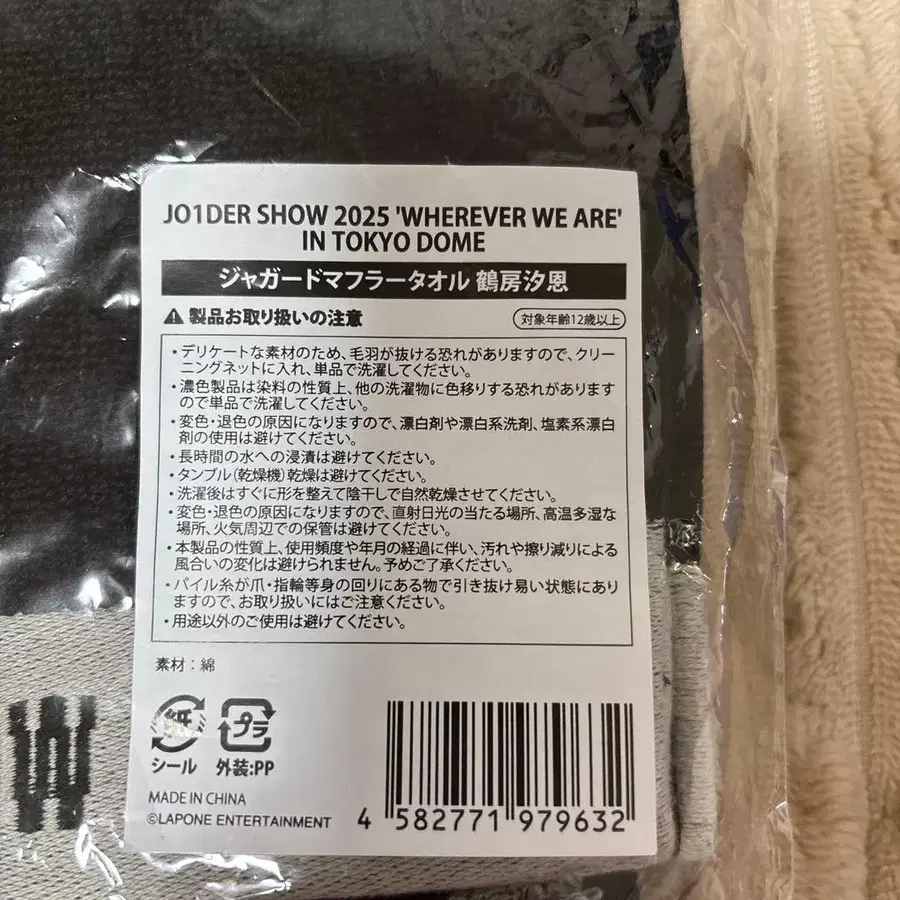 JO1DER SHOW 2025 'WHEREVER WE ARE'
IN TOKYO DOME
ジャガードマフラータオル 鶴房汐恩
製品お取り扱いの注意
対象年齢12歳以上
・デリケートな素材のため、毛羽が抜ける恐れがありますので、クリー
ニングネットに入れ、単品で洗濯してください。
・濃色製品は染料の性質上、他の洗濯物に色移りする恐れがあります
ので単品で洗濯してください。
・変色・退色の原因になりますので、漂白剤や漂白系洗剤、塩素系漂白
剤の使用は避けてください。
・長時間の水への浸漬は避けてください。
・タンブル(乾燥機)乾燥は避けてください。
・洗濯後はすぐに形を整えて陰干しで自然乾燥させてください。
・変色・退色の原因になりますので、直射日光の当たる場所、高温多湿な
場所、火気周辺での保管は避けてください。
・本製品の性質上、使用頻度や年月の経過に伴い、汚れや擦り減りによる
風合いの変化は避けられません。予めご了承ください。
・パイル糸が爪・指輪等身の回りにある物で引き抜け易い状態にあり
ますので、お取り扱いにはご注意ください。
・用途以外のご使用は避けてください。
素材：綿
紙
シール
プラ
外装:PP
MADE IN CHINA
©LAPONE ENTERTAINMENT
4 582771 979632
W